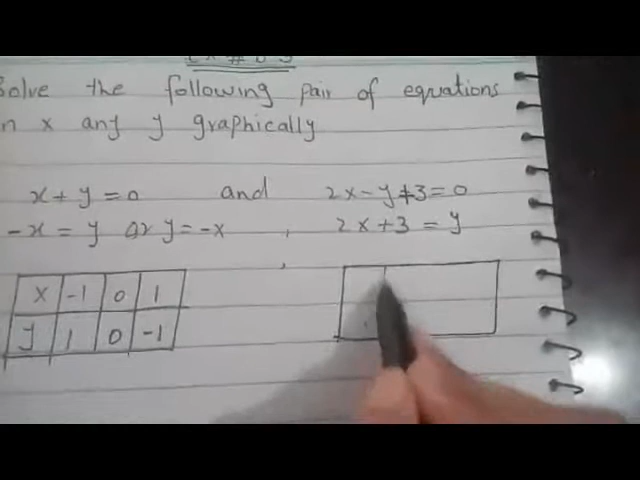 Solve the following pair of equations
in x any y graphically
x + y = 0 and 2x - y + 3 = 0
-x = y or y = -x , 2x + 3 = y
x -1 0 1
y 1 0 -1